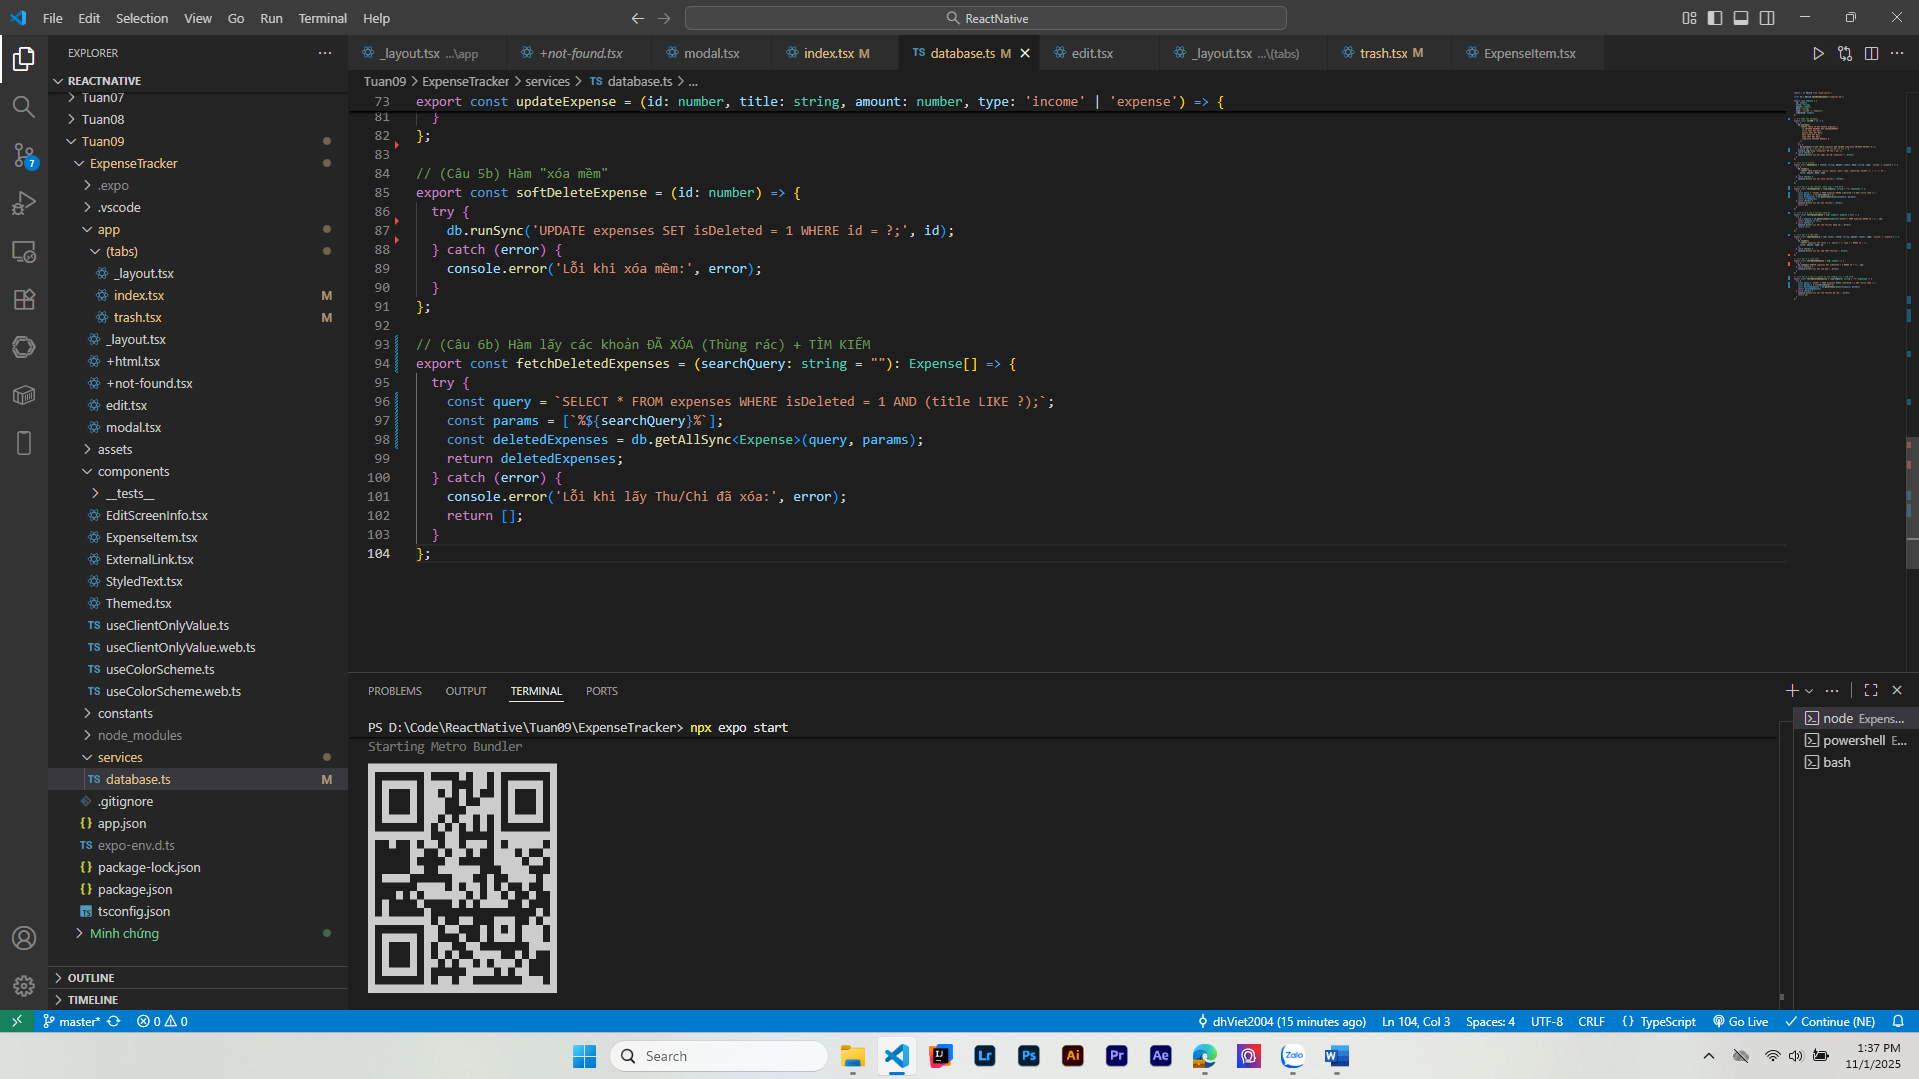 File Edit Selection View Go Run Terminal Help
ReactNative
EXPLORER
REACTNATIVE
Tuan07
Tuan08
Tuan09
ExpenseTracker
.expo
.vscode
app
(tabs)
_layout.tsx
index.tsx M
trash.tsx M
_layout.tsx
+html.tsx
+not-found.tsx
edit.tsx
modal.tsx
assets
components
__tests__
EditScreenInfo.tsx
ExpenseItem.tsx
ExternalLink.tsx
StyledText.tsx
Themed.tsx
TS useClientOnlyValue.ts
TS useClientOnlyValue.web.ts
TS useColorScheme.ts
TS useColorScheme.web.ts
constants
node_modules
services
TS database.ts M
.gitignore
{} app.json
TS expo-env.d.ts
{} package-lock.json
{} package.json
tsconfig.json
Minh chứng
OUTLINE
TIMELINE
7
_layout.tsx ...\app +not-found.tsx modal.tsx index.tsx M TS database.ts M edit.tsx _layout.tsx ...\(tabs) trash.tsx M ExpenseItem.tsx
Tuan09 > ExpenseTracker > services > TS database.ts > ...
73 export const updateExpense = (id: number, title: string, amount: number, type: 'income' | 'expense') => {
81 }
82 };
83
84 // (Câu 5b) Hàm "xóa mềm"
85 export const softDeleteExpense = (id: number) => {
86 try {
87 db.runSync('UPDATE expenses SET isDeleted = 1 WHERE id = ?;', id);
88 } catch (error) {
89 console.error('Lỗi khi xóa mềm:', error);
90 }
91 };
92
93 // (Câu 6b) Hàm lấy các khoản ĐÃ XÓA (Thùng rác) + TÌM KIẾM
94 export const fetchDeletedExpenses = (searchQuery: string = ""): Expense[] => {
95 try {
96 const query = `SELECT * FROM expenses WHERE isDeleted = 1 AND (title LIKE ?);`;
97 const params = [`%${searchQuery}%`];
98 const deletedExpenses = db.getAllSync<Expense>(query, params);
99 return deletedExpenses;
100 } catch (error) {
101 console.error('Lỗi khi lấy Thu/Chi đã xóa:', error);
102 return [];
103 }
104 };
PROBLEMS OUTPUT TERMINAL PORTS
PS D:\Code\ReactNative\Tuan09\ExpenseTracker> npx expo start
Starting Metro Bundler
node Expens...
powershell E...
bash
master* 0 0
dhViet2004 (15 minutes ago) Ln 104, Col 3 Spaces: 4 UTF-8 CRLF {} TypeScript Go Live Continue (NE)
Search
Lr Ps Ai Pr Ae Zalo W
1:37 PM
11/1/2025